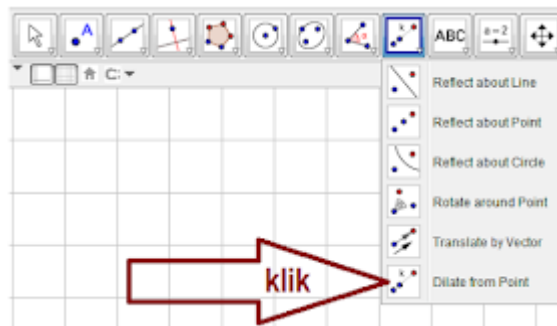 A
ABC
a=2
Reflect about Line
Reflect about Point
Reflect about Circle
Rotate around Point
Translate by Vector
Dilate from Point
klik